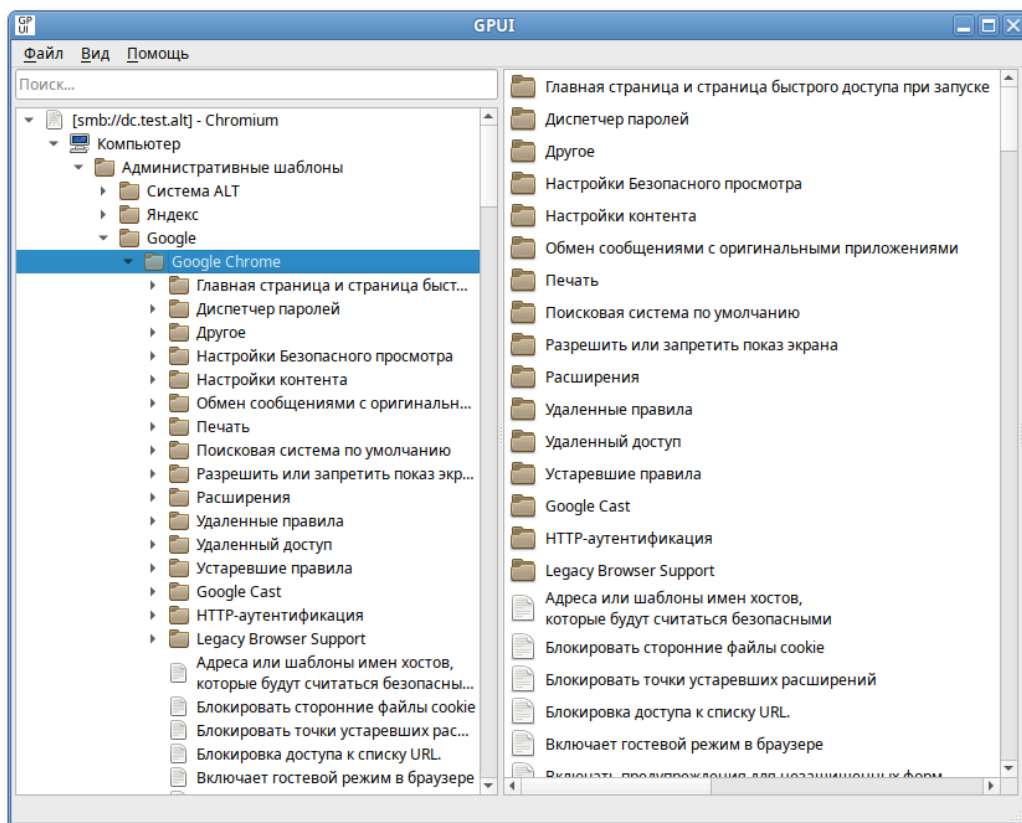 GP
UI
GPUI
Файл Вид Помощь
Поиск...
[smb://dc.test.alt] - Chromium
Компьютер
Административные шаблоны
Система ALT
Яндекс
Google
Google Chrome
Главная страница и страница быст...
Диспетчер паролей
Другое
Настройки Безопасного просмотра
Настройки контента
Обмен сообщениями с оригинальн...
Печать
Поисковая система по умолчанию
Разрешить или запретить показ экр...
Расширения
Удаленные правила
Удаленный доступ
Устаревшие правила
Google Cast
HTTP-аутентификация
Legacy Browser Support
Адреса или шаблоны имен хостов,
которые будут считаться безопасны...
Блокировать сторонние файлы cookie
Блокировать точки устаревших рас...
Блокировка доступа к списку URL.
Включает гостевой режим в браузере
Главная страница и страница быстрого доступа при запуске
Диспетчер паролей
Другое
Настройки Безопасного просмотра
Настройки контента
Обмен сообщениями с оригинальными приложениями
Печать
Поисковая система по умолчанию
Разрешить или запретить показ экрана
Расширения
Удаленные правила
Удаленный доступ
Устаревшие правила
Google Cast
HTTP-аутентификация
Legacy Browser Support
Адреса или шаблоны имен хостов,
которые будут считаться безопасными
Блокировать сторонние файлы cookie
Блокировать точки устаревших расширений
Блокировка доступа к списку URL.
Включает гостевой режим в браузере
Включать предупреждения для незащищенных форм